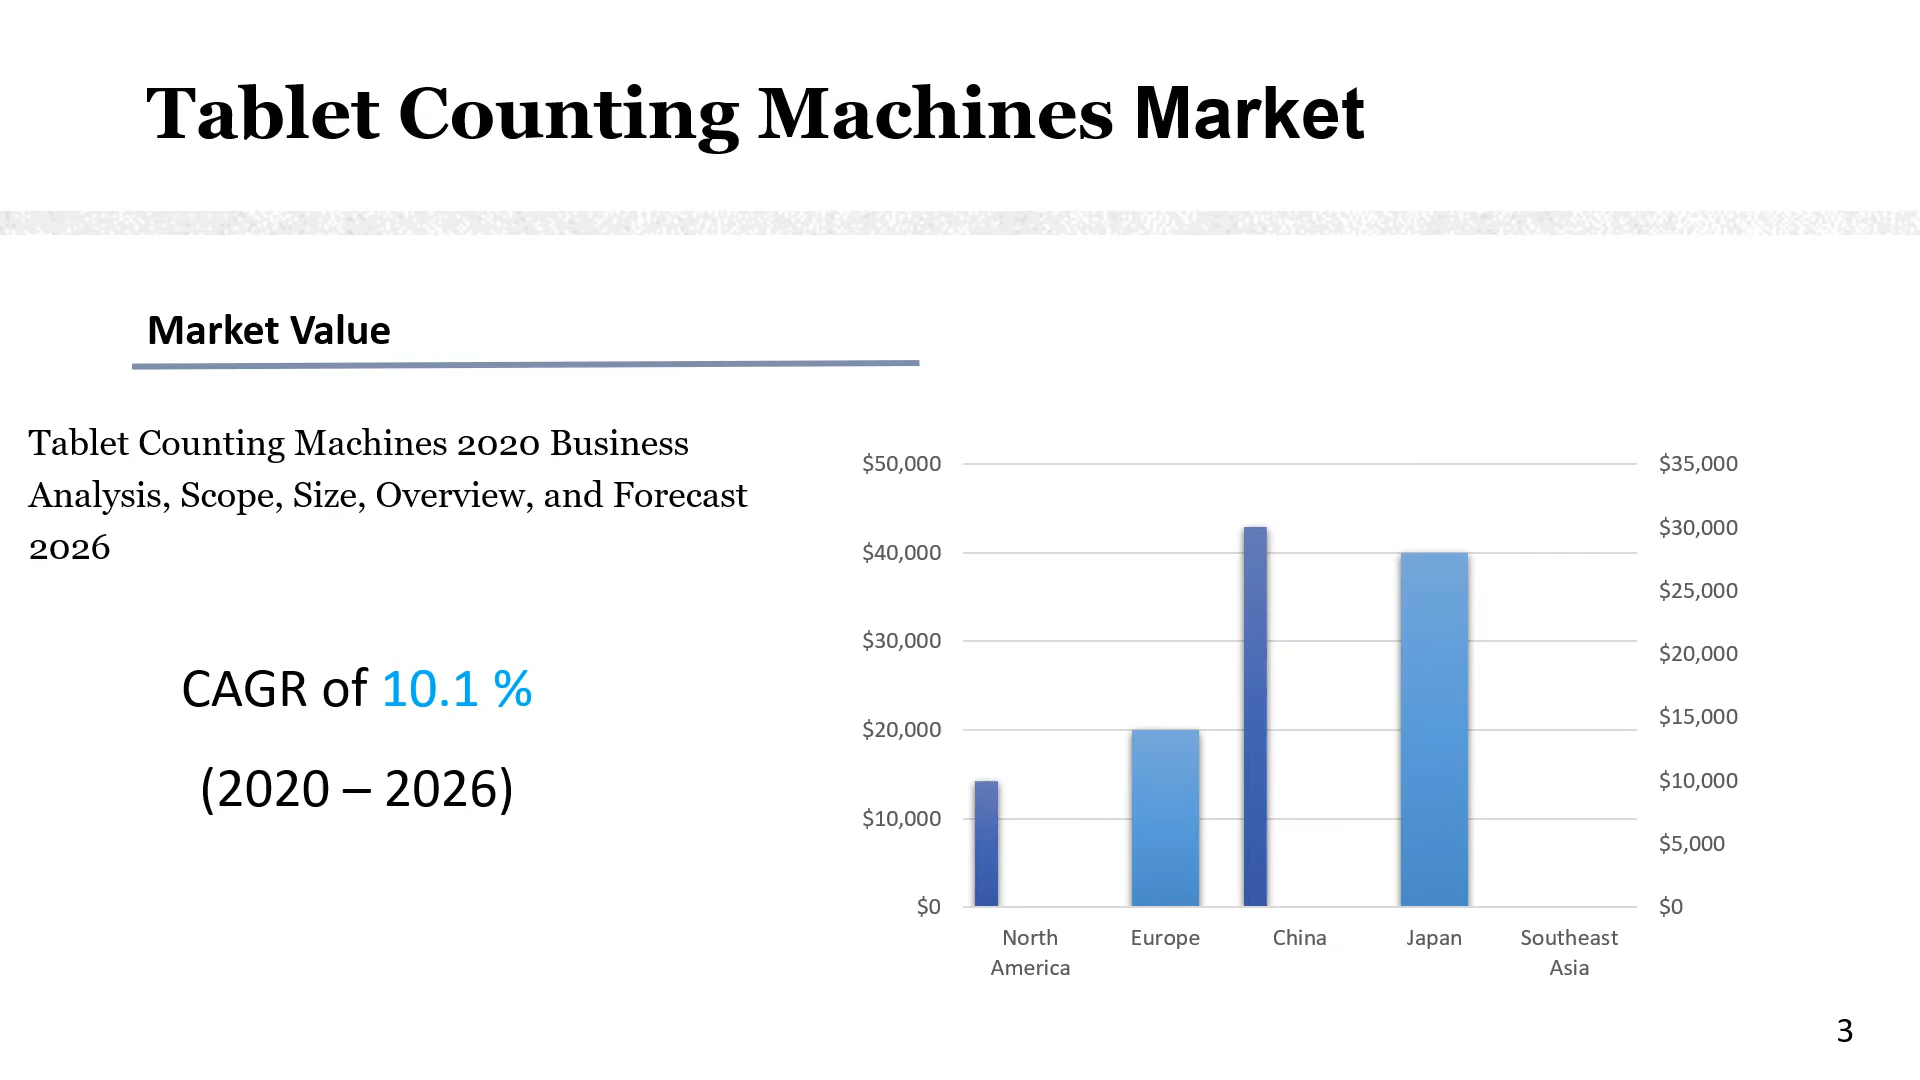 Tablet Counting Machines Market
Market Value
Tablet Counting Machines 2020 Business
Analysis, Scope, Size, Overview, and Forecast
2026
CAGR of 10.1 %
(2020 – 2026)
$50,000
$40,000
$30,000
$20,000
$10,000
$0
$35,000
$30,000
$25,000
$20,000
$15,000
$10,000
$5,000
$0
North
America
Europe
China
Japan
Southeast
Asia
3